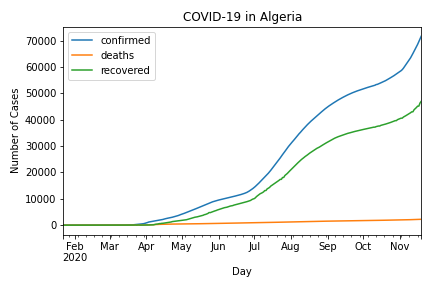 COVID-19 in Algeria
confirmed
deaths
recovered
Number of Cases
70000
60000
50000
40000
30000
20000
10000
0
Feb Mar Apr May Jun Jul Aug Sep Oct Nov
2020
Day